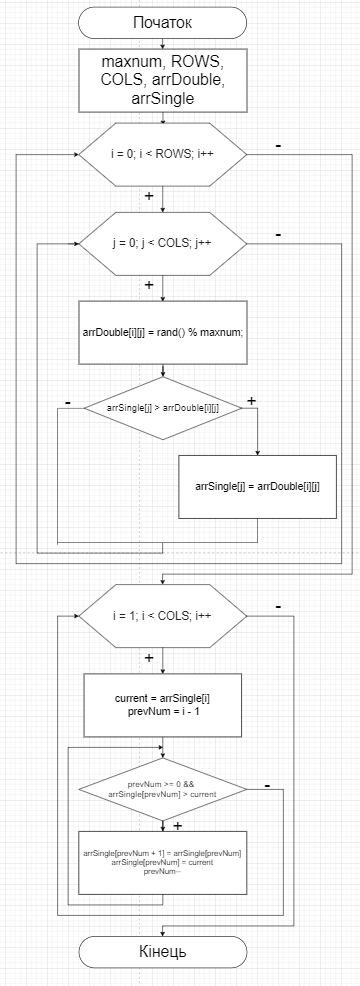 Початок
maxnum, ROWS,
COLS, arrDouble,
arrSingle
i = 0; i < ROWS; i++
-
+
j = 0; j < COLS; j++
-
+
arrDouble[i][j] = rand() % maxnum;
arrSingle[j] > arrDouble[i][j]
-
+
arrSingle[j] = arrDouble[i][j]
i = 1; i < COLS; i++
-
+
current = arrSingle[i]
prevNum = i - 1
prevNum >= 0 &&
arrSingle[prevNum] > current
-
+
arrSingle[prevNum + 1] = arrSingle[prevNum]
arrSingle[prevNum] = current
prevNum--
Кінець